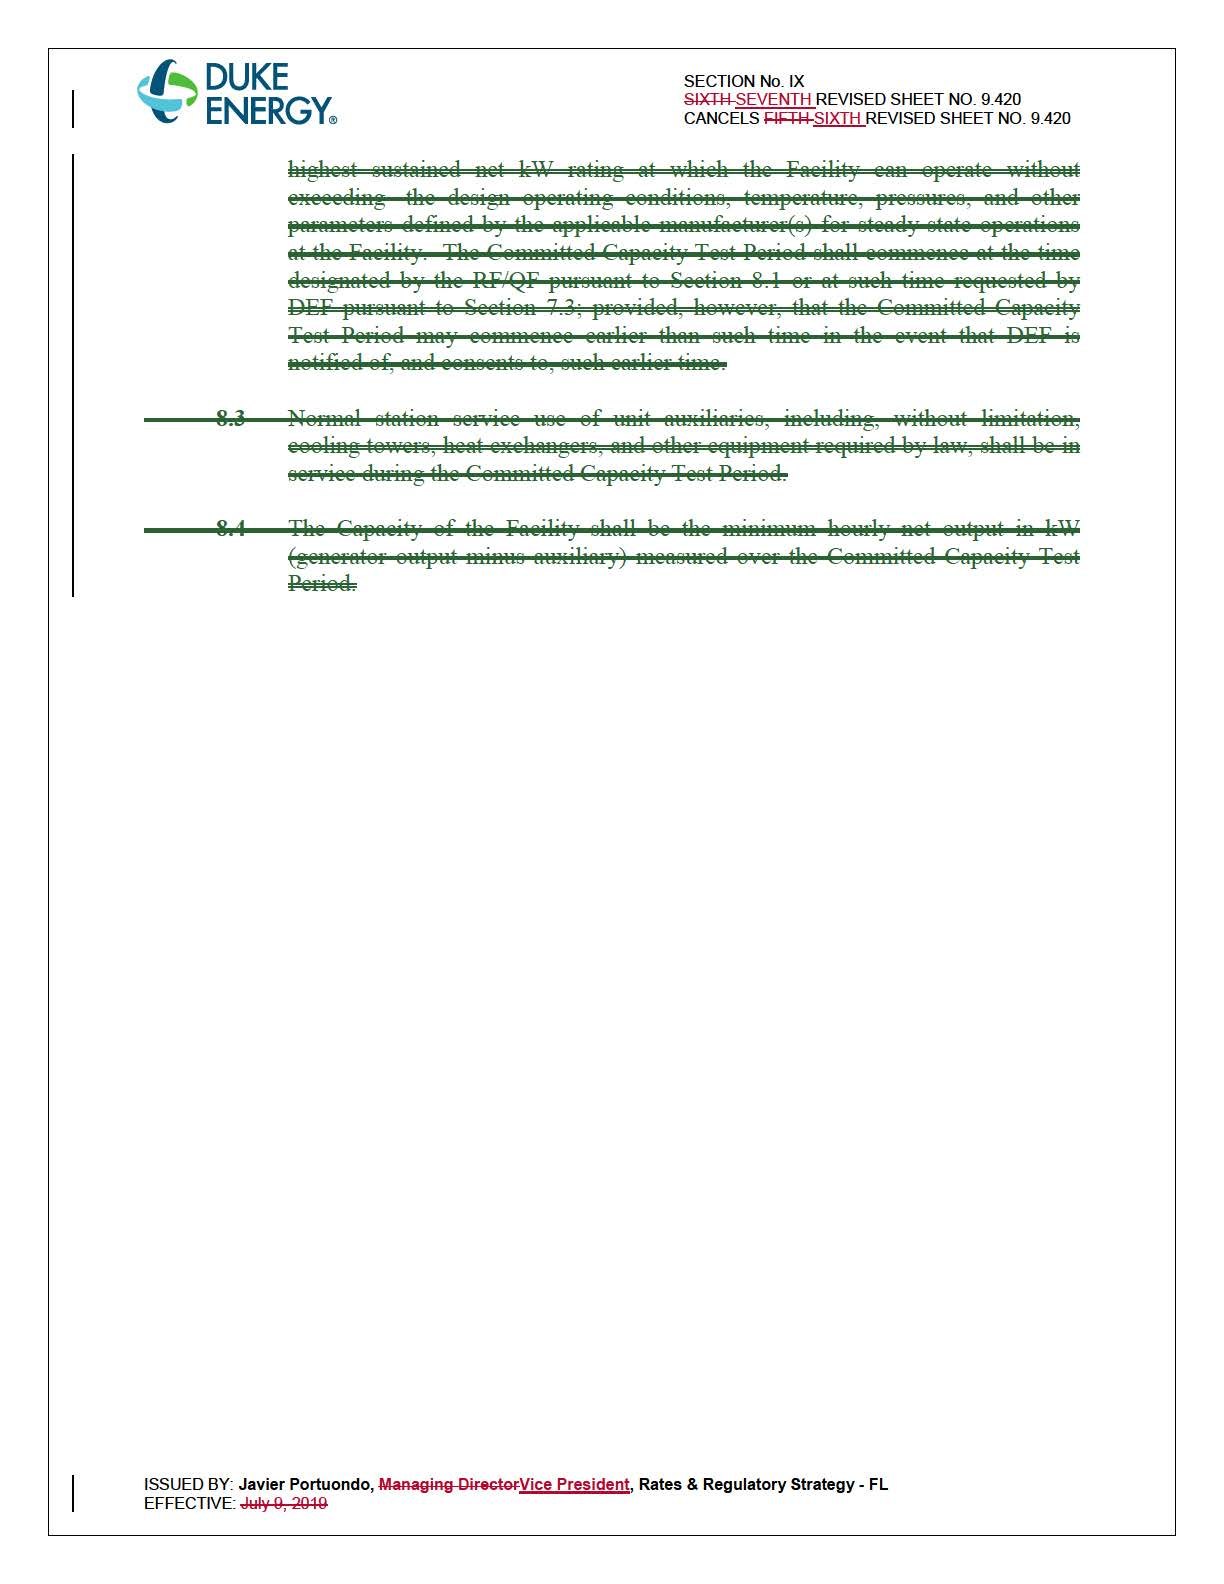 DUKE
ENERGY®
SECTION No. IX
SIXTH SEVENTH REVISED SHEET NO. 9.420
CANCELS FIFTH SIXTH REVISED SHEET NO. 9.420
highest sustained net kW rating at which the Facility can operate without
exceeding the design operating conditions, temperature, pressures, and other
parameters defined by the applicable manufacturer(s) for steady state operations
at the Facility. The Committed Capacity Test Period shall commence at the time
designated by the RF/QF pursuant to Section 8.1 or at such time requested by
DEF pursuant to Section 7.3; provided, however, that the Committed Capacity
Test Period may commence earlier than such time in the event that DEF is
notified of, and consents to, such earlier time.
8.3 Normal station service use of unit auxiliaries, including, without limitation,
cooling towers, heat exchangers, and other equipment required by law, shall be in
service during the Committed Capacity Test Period.
8.4 The Capacity of the Facility shall be the minimum hourly net output in kW
(generator output minus auxiliary) measured over the Committed Capacity Test
Period.
ISSUED BY: Javier Portuondo, Managing DirectorVice President, Rates & Regulatory Strategy - FL
EFFECTIVE: July 9, 2019